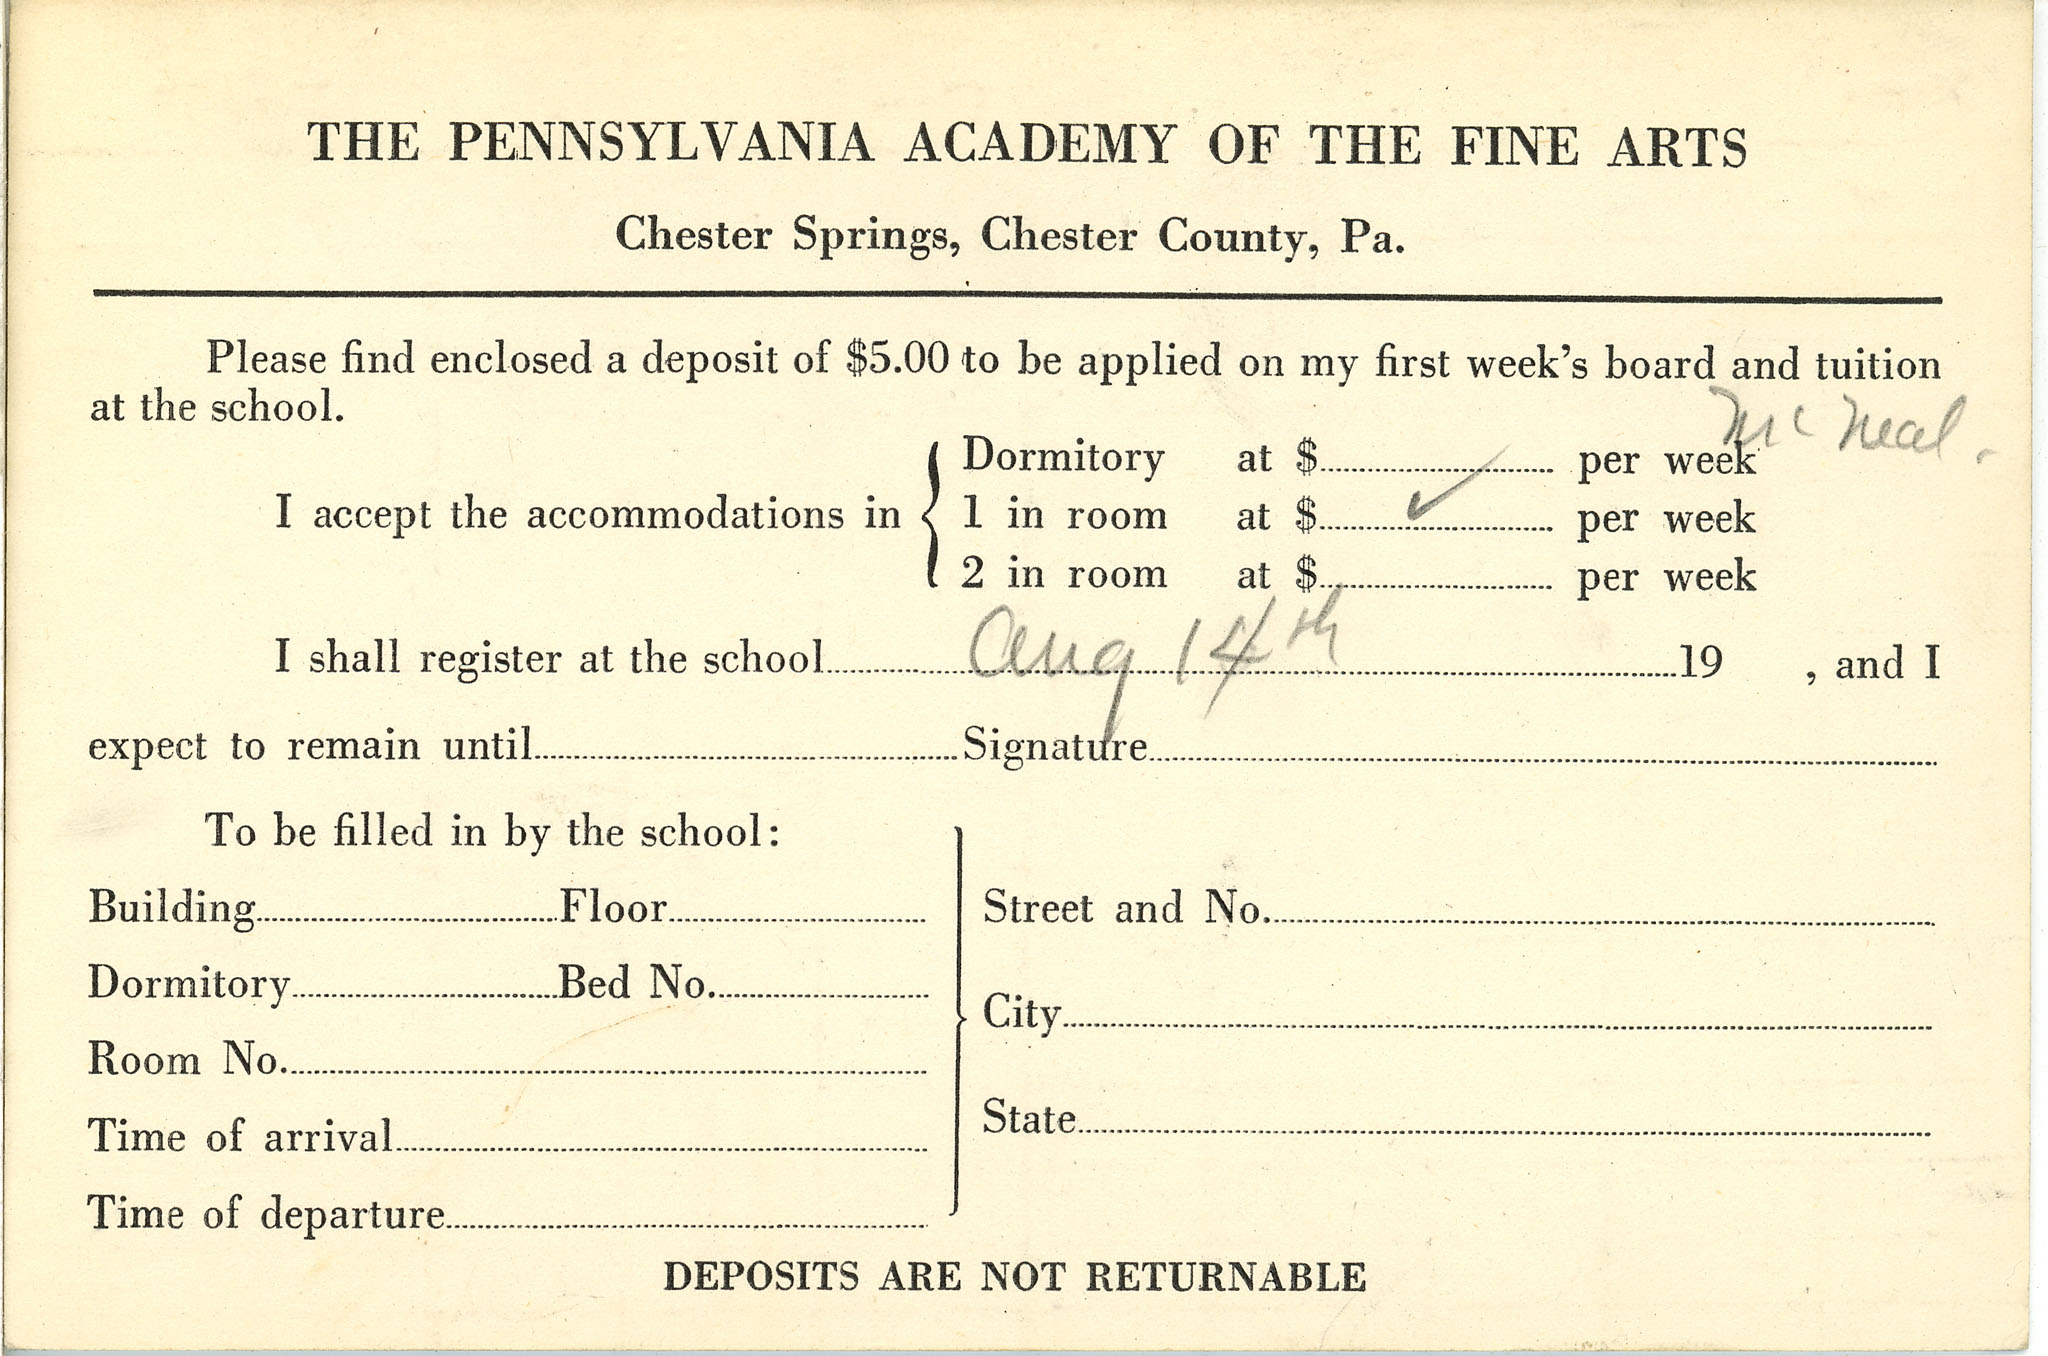 THE PENNSYLVANIA ACADEMY OF THE FINE ARTS
Chester Springs, Chester County, Pa.
Please find enclosed a deposit of $5.00 to be applied on my first week's board and tuition
at the school.
Mc Neal.
I accept the accommodations in
Dormitory at $ per week
1 in room at $ ✓ per week
2 in room at $ per week
I shall register at the school Aug 14th 19 , and I
expect to remain until Signature
To be filled in by the school:
Building Floor
Dormitory Bed No.
Room No.
Time of arrival
Time of departure
Street and No.
City
State
DEPOSITS ARE NOT RETURNABLE